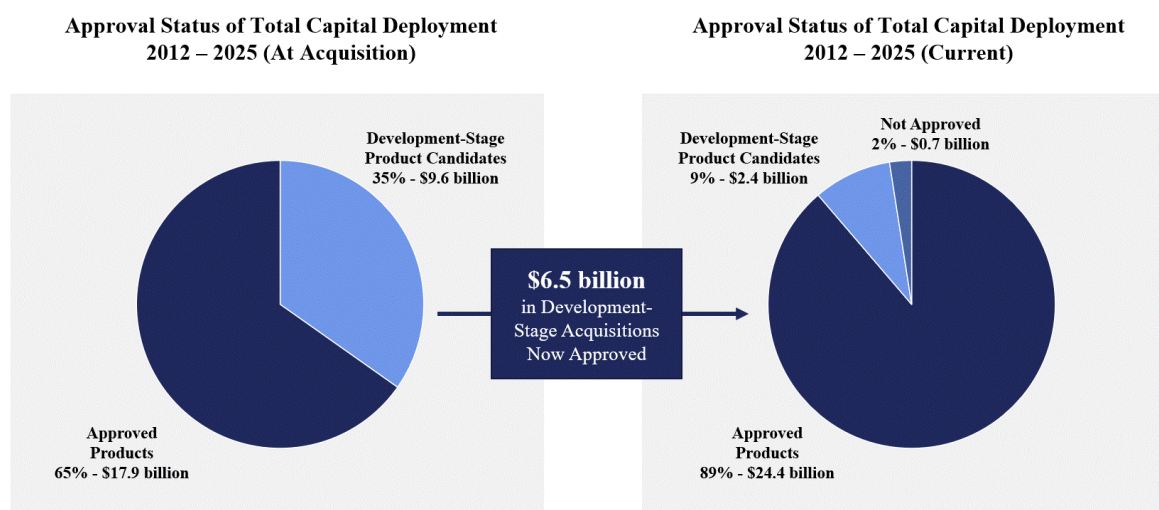 Approval Status of Total Capital Deployment
2012 – 2025 (At Acquisition)
Development-Stage
Product Candidates
35% - $9.6 billion
Approved
Products
65% - $17.9 billion
$6.5 billion
in Development-
Stage Acquisitions
Now Approved
Approval Status of Total Capital Deployment
2012 – 2025 (Current)
Development-Stage
Product Candidates
9% - $2.4 billion
Not Approved
2% - $0.7 billion
Approved
Products
89% - $24.4 billion